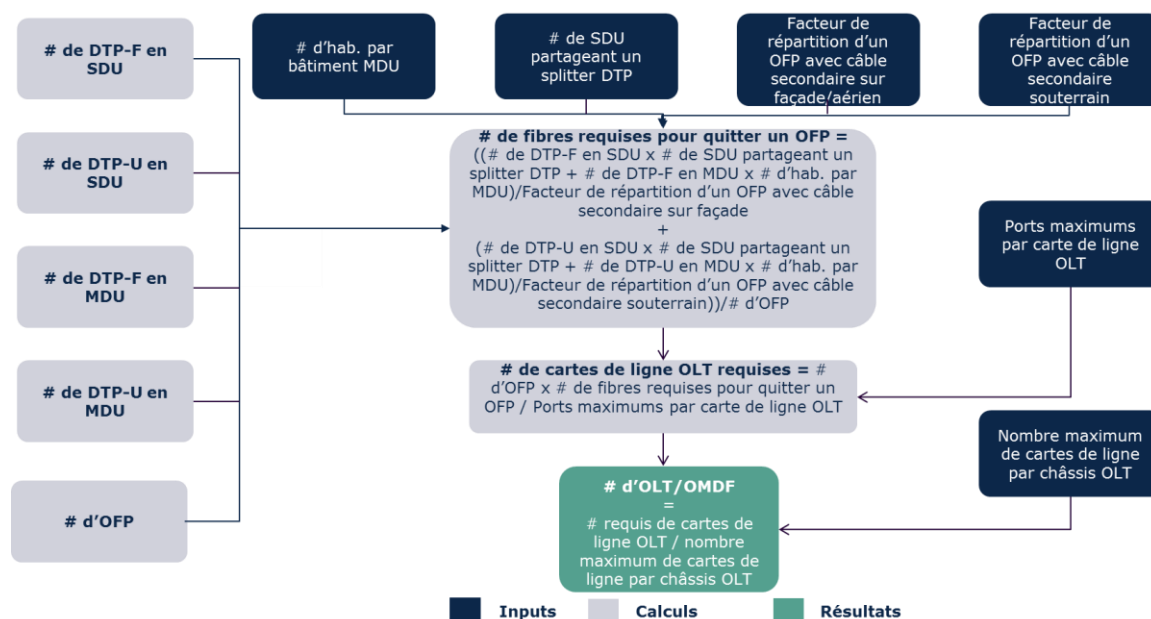 # de DTP-F en
SDU
# de DTP-U en
SDU
# de DTP-F en
MDU
# de DTP-U en
MDU
# d’OFP
# d’hab. par
bâtiment MDU
# de SDU
partageant un
splitter DTP
Facteur de
répartition d’un
OFP avec câble
secondaire sur
façade/aérien
Facteur de
répartition d’un
OFP avec câble
secondaire
souterrain
# de fibres requises pour quitter un OFP =
((# de DTP-F en SDU x # de SDU partageant un
splitter DTP + # de DTP-F en MDU x # d’hab. par
MDU)/Facteur de répartition d’un OFP avec câble
secondaire sur façade
+
(# de DTP-U en SDU x # de SDU partageant un
splitter DTP + # de DTP-U en MDU x # d’hab. par
MDU)/Facteur de répartition d’un OFP avec câble
secondaire souterrain))/# d’OFP
Ports maximums
par carte de ligne
OLT
# de cartes de ligne OLT requises = #
d’OFP x # de fibres requises pour quitter un
OFP / Ports maximums par carte de ligne OLT
Nombre maximum
de cartes de ligne
par châssis OLT
# d’OLT/OMDF
=
# requis de cartes de
ligne OLT / nombre
maximum de cartes de
ligne par châssis OLT
Inputs
Calculs
Résultats